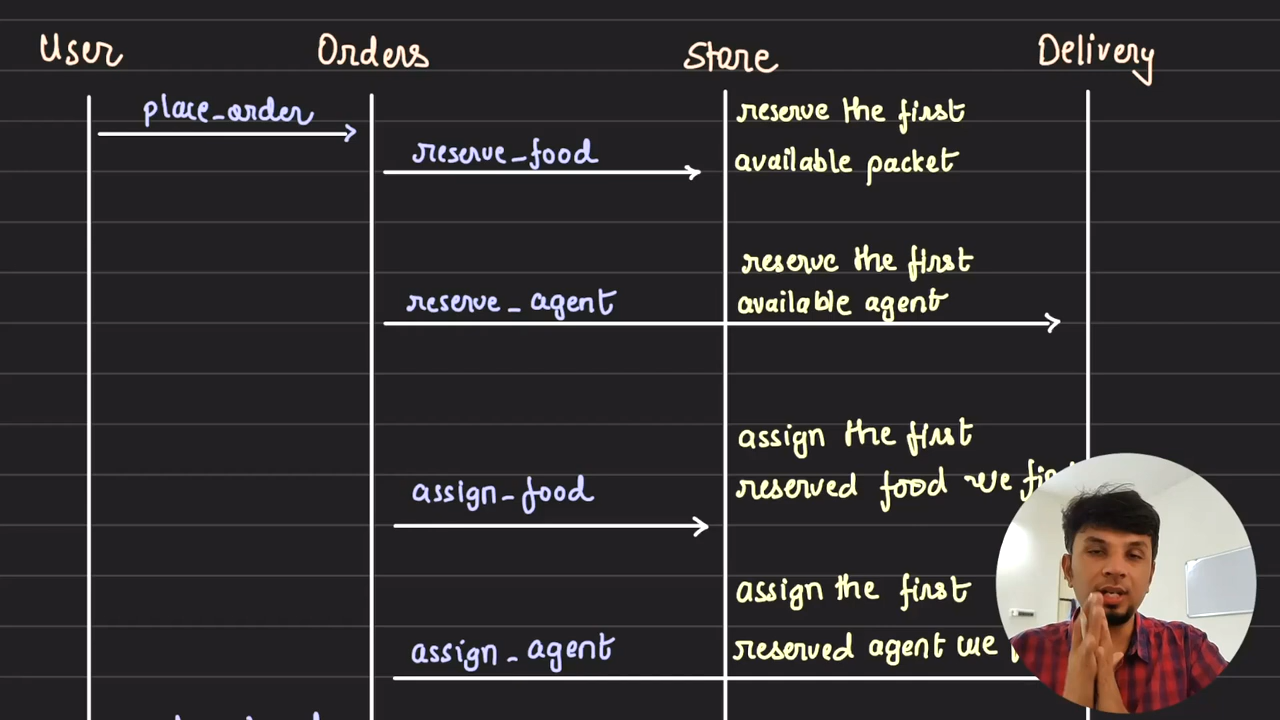 User Orders Store Delivery
place_order
reserve_food
reserve the first
available packet
reserve_agent
reserve the first
available agent
assign_food
assign the first
reserved food we
assign_agent
assign the first
reserved agent we